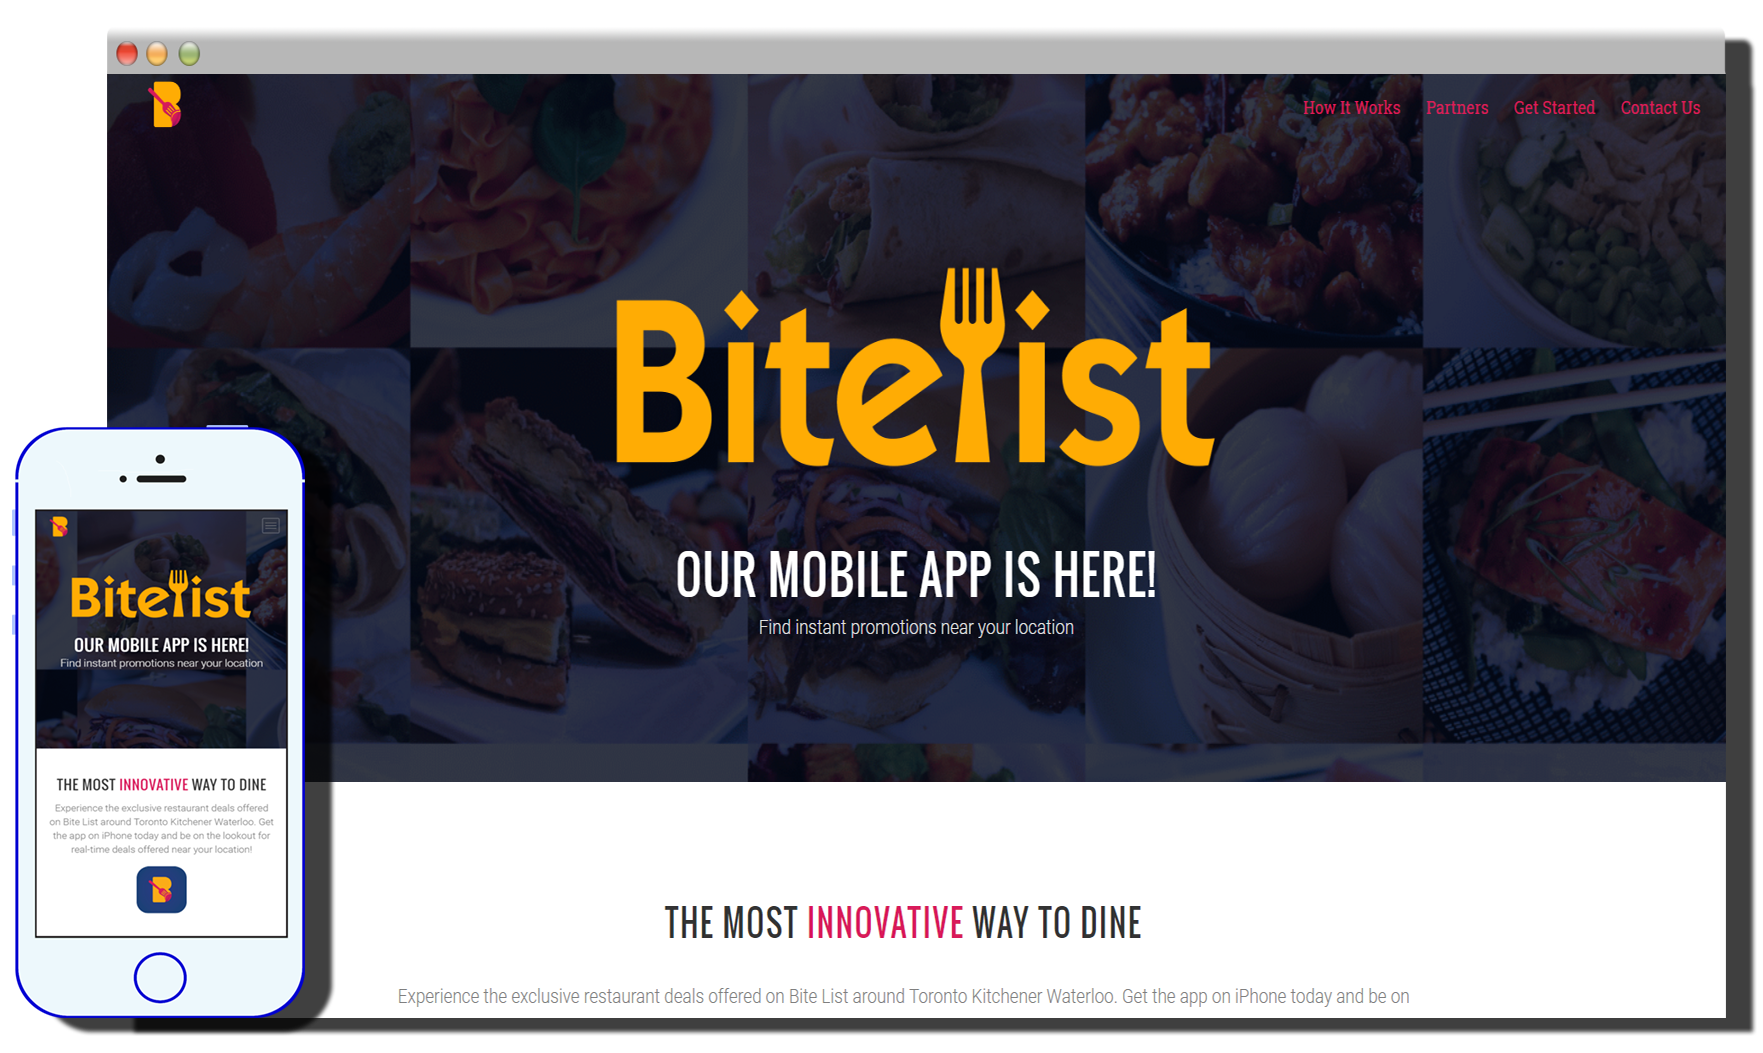 How It Works Partners Get Started Contact Us
Bitelist
OUR MOBILE APP IS HERE!
Find instant promotions near your location
THE MOST INNOVATIVE WAY TO DINE
Experience the exclusive restaurant deals offered on Bite List around Toronto Kitchener Waterloo. Get the app on iPhone today and be on
B
Bitelist
OUR MOBILE APP IS HERE!
Find instant promotions near your location
THE MOST INNOVATIVE WAY TO DINE
Experience the exclusive restaurant deals offered
on Bite List around Toronto Kitchener Waterloo. Get
the app on iPhone today and be on the lookout for
real-time deals offered near your location!
B